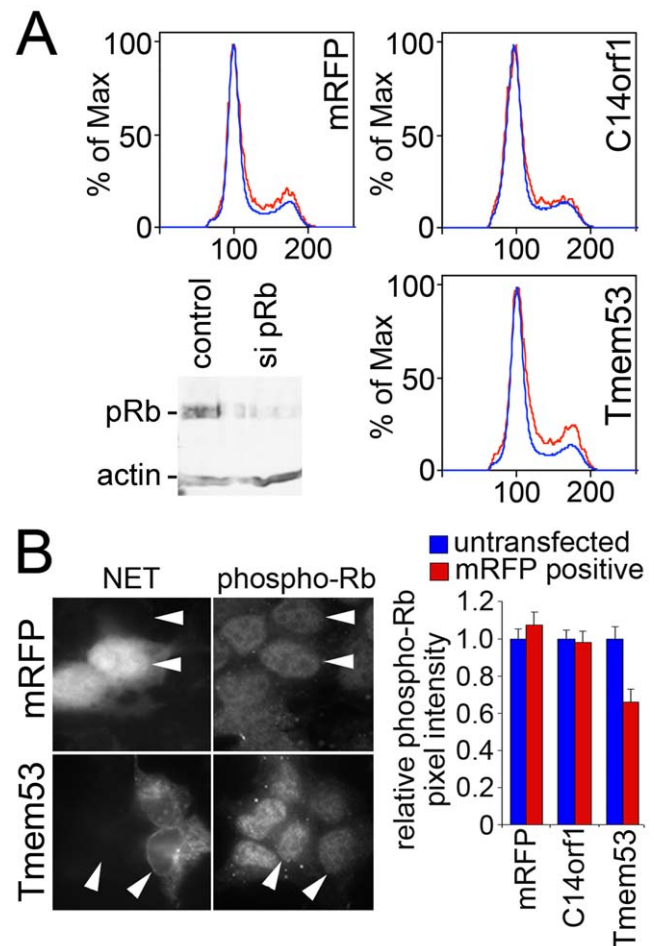 A
% of Max
100
50
0
100
200
mRFP
% of Max
100
50
0
100
200
C14orf1
control
si pRb
pRb
actin
% of Max
100
50
0
100
200
Tmem53
B
NET
phospho-Rb
mRFP
Tmem53
untransfected
mRFP positive
relative phospho-Rb
pixel intensity
1.2
1.0
0.8
0.6
0.4
0.2
0
mRFP
C14orf1
Tmem53